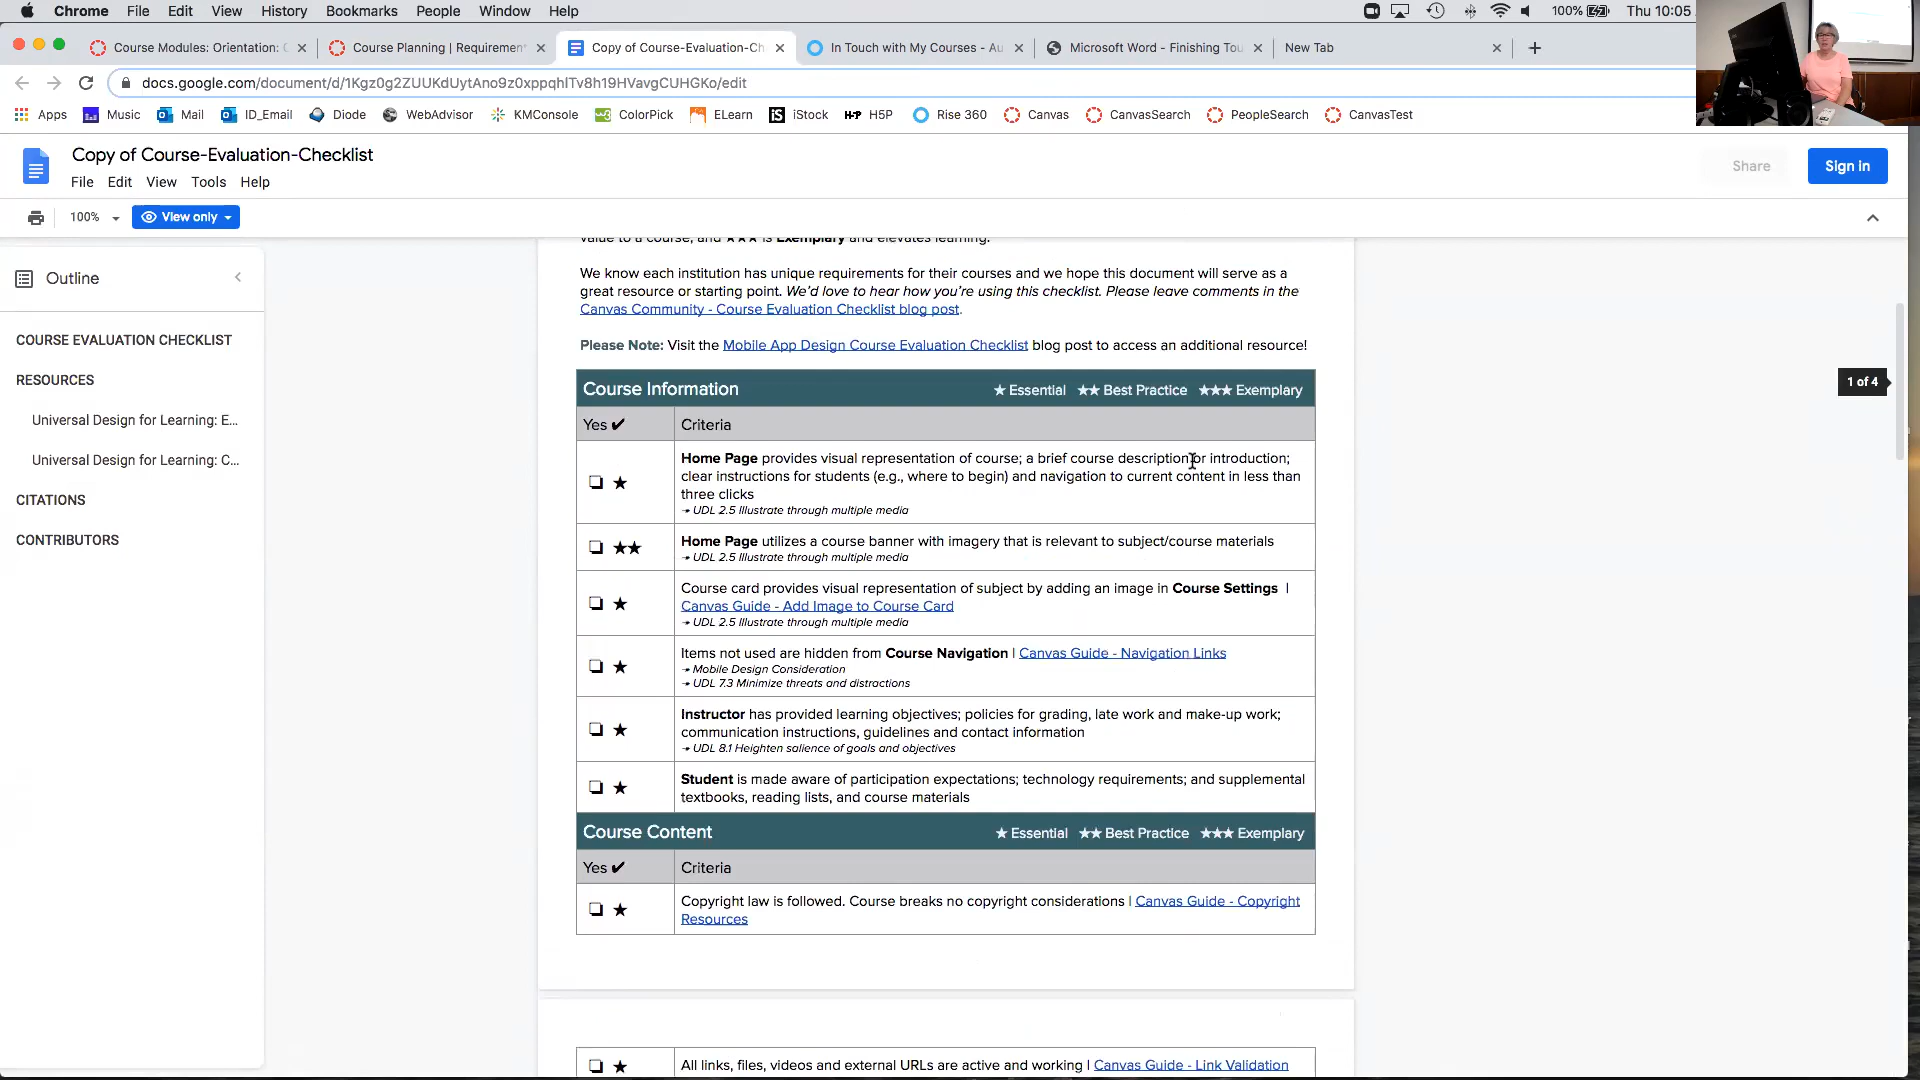 Chrome File Edit View History Bookmarks People Window Help 100% Thu 10:05
Course Modules: Orientation: Course Planning | Requiremen Copy of Course-Evaluation-Ch In Touch with My Courses - Au Microsoft Word - Finishing Tou New Tab
docs.google.com/document/d/1Kgz0g2ZUUKdUytAno9z0xppqhlTv8h19HVavgCUHGKo/edit
Apps Music Mail ID_Email Diode WebAdvisor KMConsole ColorPick ELearn iStock H5P Rise 360 Canvas CanvasSearch PeopleSearch CanvasTest
Copy of Course-Evaluation-Checklist
File Edit View Tools Help
Share Sign in
100% View only
Outline
COURSE EVALUATION CHECKLIST
RESOURCES
Universal Design for Learning: E...
Universal Design for Learning: C...
CITATIONS
CONTRIBUTORS
value to a course, and ★★★ is Exemplary and elevates learning.
We know each institution has unique requirements for their courses and we hope this document will serve as a
great resource or starting point. We'd love to hear how you're using this checklist. Please leave comments in the
Canvas Community - Course Evaluation Checklist blog post.
Please Note: Visit the Mobile App Design Course Evaluation Checklist blog post to access an additional resource!
Course Information ★ Essential ★★ Best Practice ★★★ Exemplary
Yes ✔ Criteria
❏ ★ Home Page provides visual representation of course; a brief course description or introduction;
clear instructions for students (e.g., where to begin) and navigation to current content in less than
three clicks
→ UDL 2.5 Illustrate through multiple media
❏ ★★ Home Page utilizes a course banner with imagery that is relevant to subject/course materials
→ UDL 2.5 Illustrate through multiple media
❏ ★ Course card provides visual representation of subject by adding an image in Course Settings |
Canvas Guide - Add Image to Course Card
→ UDL 2.5 Illustrate through multiple media
❏ ★ Items not used are hidden from Course Navigation | Canvas Guide - Navigation Links
→ Mobile Design Consideration
→ UDL 7.3 Minimize threats and distractions
❏ ★ Instructor has provided learning objectives; policies for grading, late work and make-up work;
communication instructions, guidelines and contact information
→ UDL 8.1 Heighten salience of goals and objectives
❏ ★ Student is made aware of participation expectations; technology requirements; and supplemental
textbooks, reading lists, and course materials
Course Content ★ Essential ★★ Best Practice ★★★ Exemplary
Yes ✔ Criteria
❏ ★ Copyright law is followed. Course breaks no copyright considerations | Canvas Guide - Copyright
Resources
❏ ★ All links, files, videos and external URLs are active and working | Canvas Guide - Link Validation
1 of 4